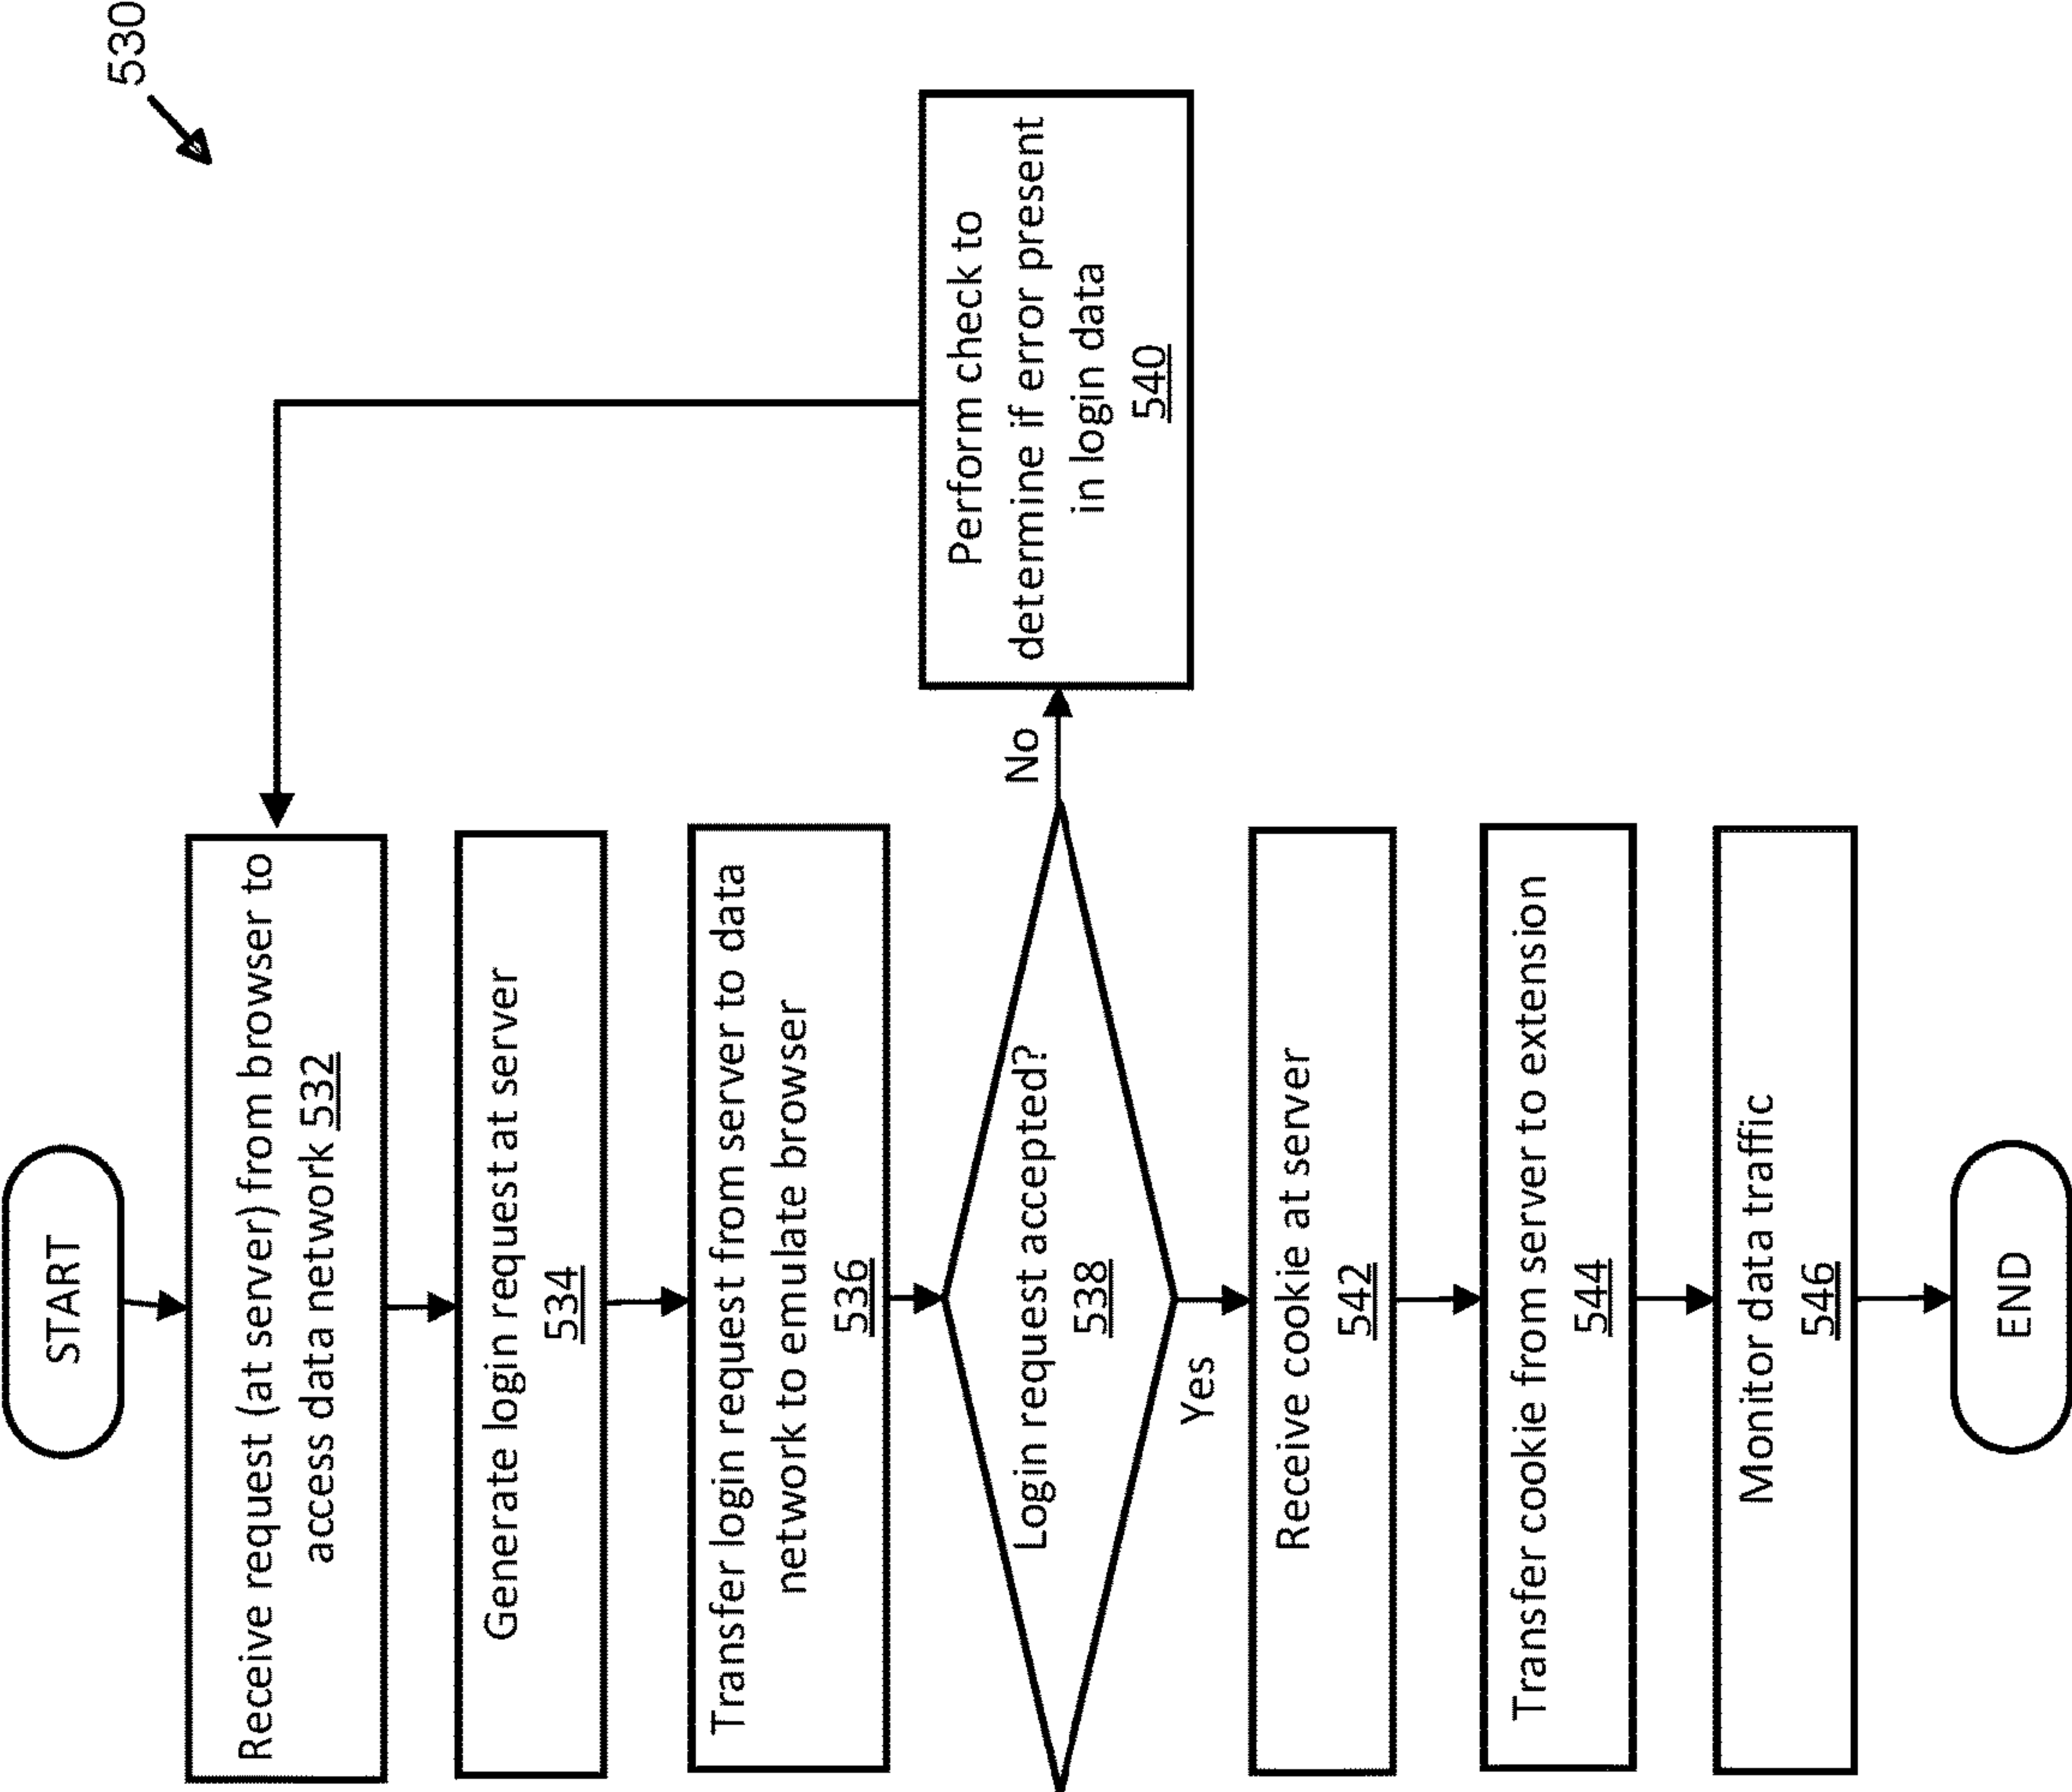 530
START
Receive request (at server) from browser to
access data network 532
Generate login request at server
534
Transfer login request from server to data
network to emulate browser
536
Login request accepted?
538
No
Perform check to
determine if error present
in login data
540
Yes
Receive cookie at server
542
Transfer cookie from server to extension
544
Monitor data traffic
546
END